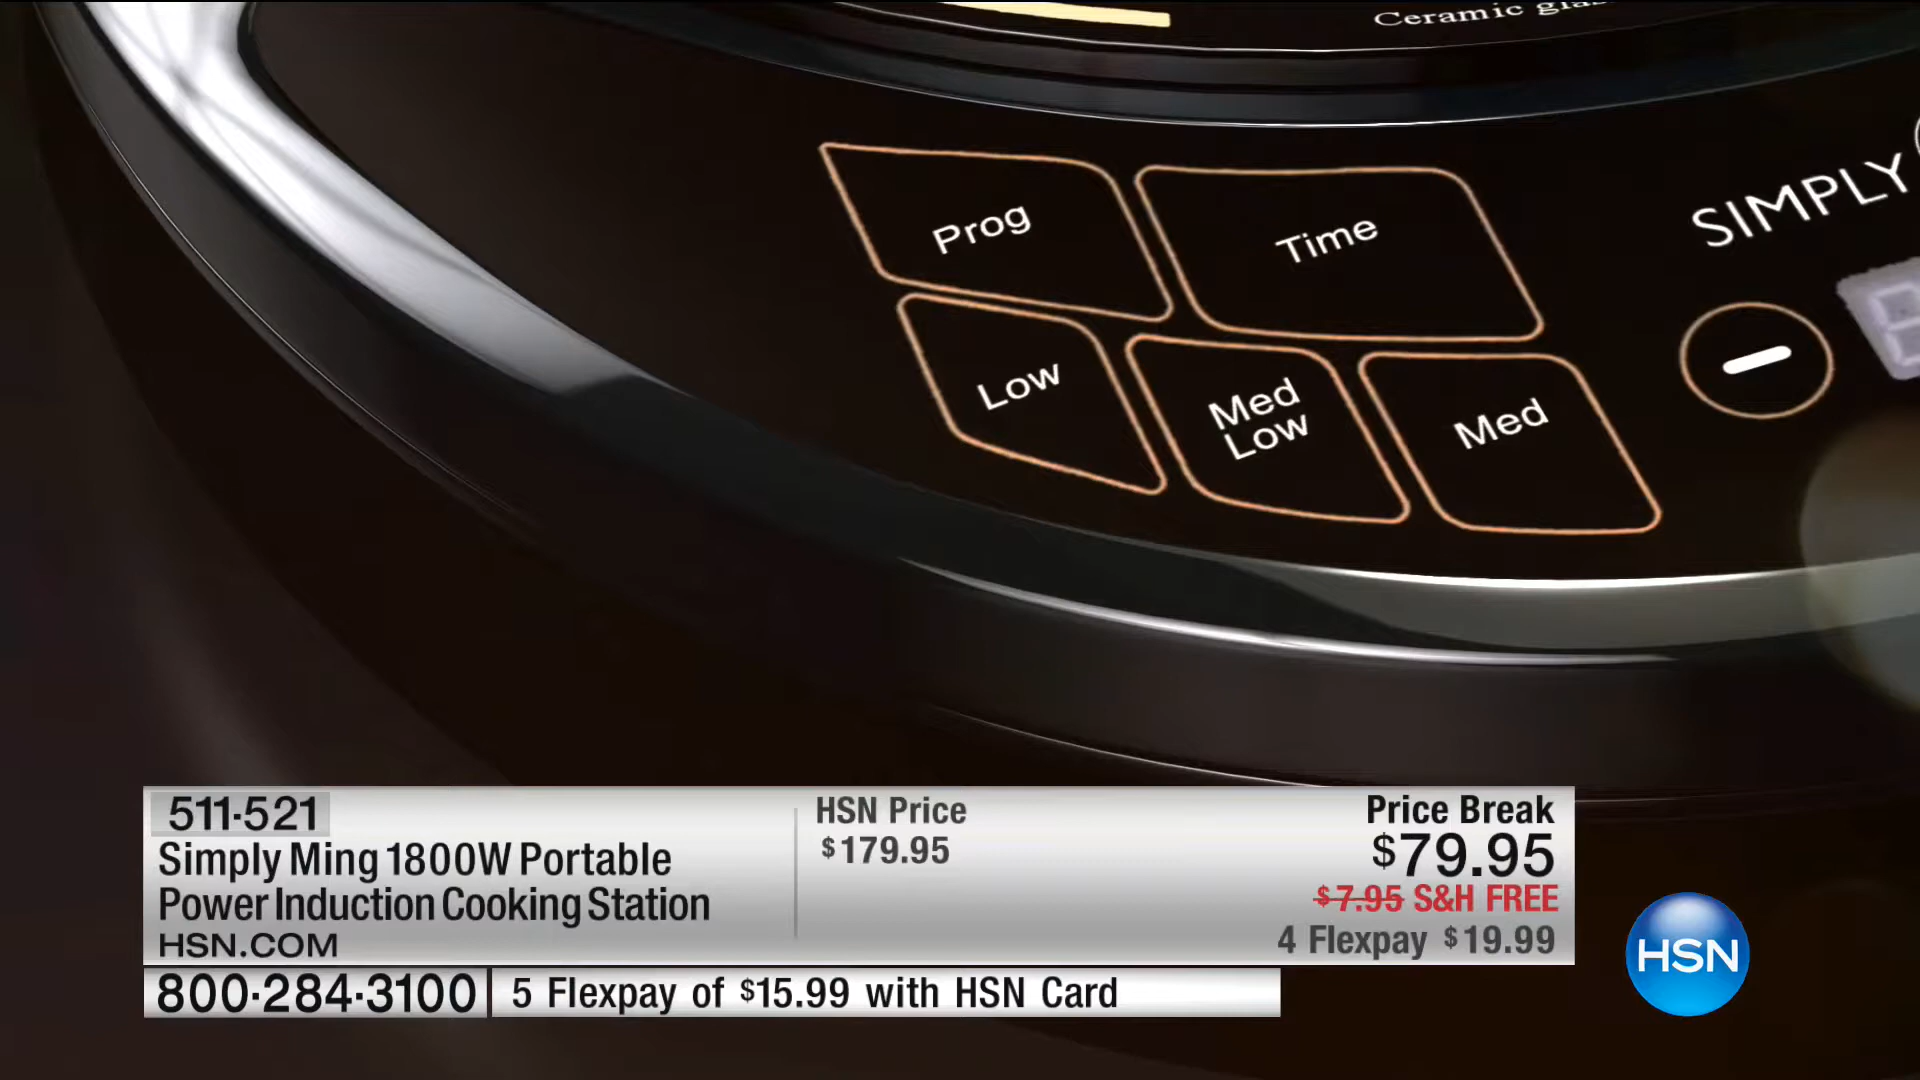 Ceramic
Prog
Time
SIMPLY
Low
Med
Low
Med
511-521
Simply Ming 1800W Portable
Power Induction Cooking Station
HSN.COM
HSN Price
$179.95
Price Break
$79.95
$7.95 S&H FREE
4 Flexpay $19.99
800-284-3100
5 Flexpay of $15.99 with HSN Card
HSN